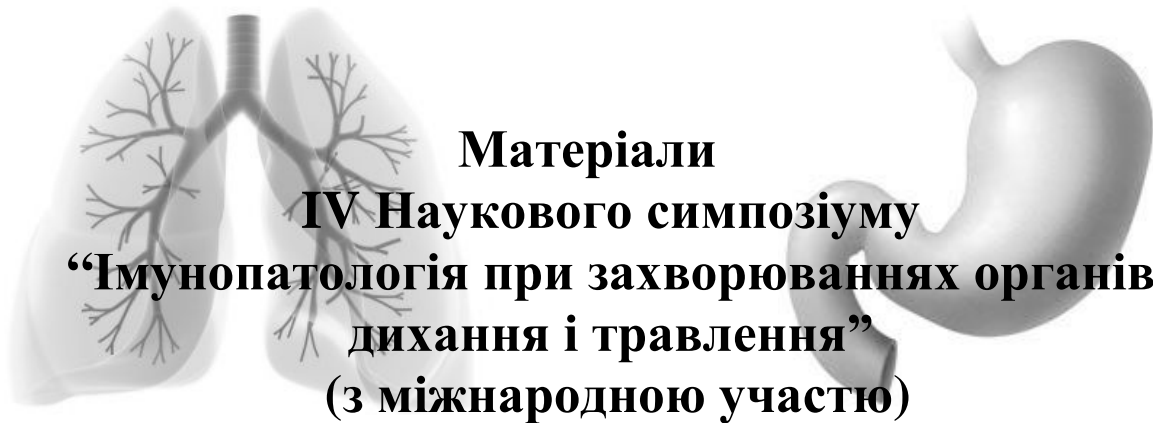 Матеріали
IV Наукового симпозіуму
“Імунопатологія при захворюваннях органів
дихання і травлення”
(з міжнародною участю)